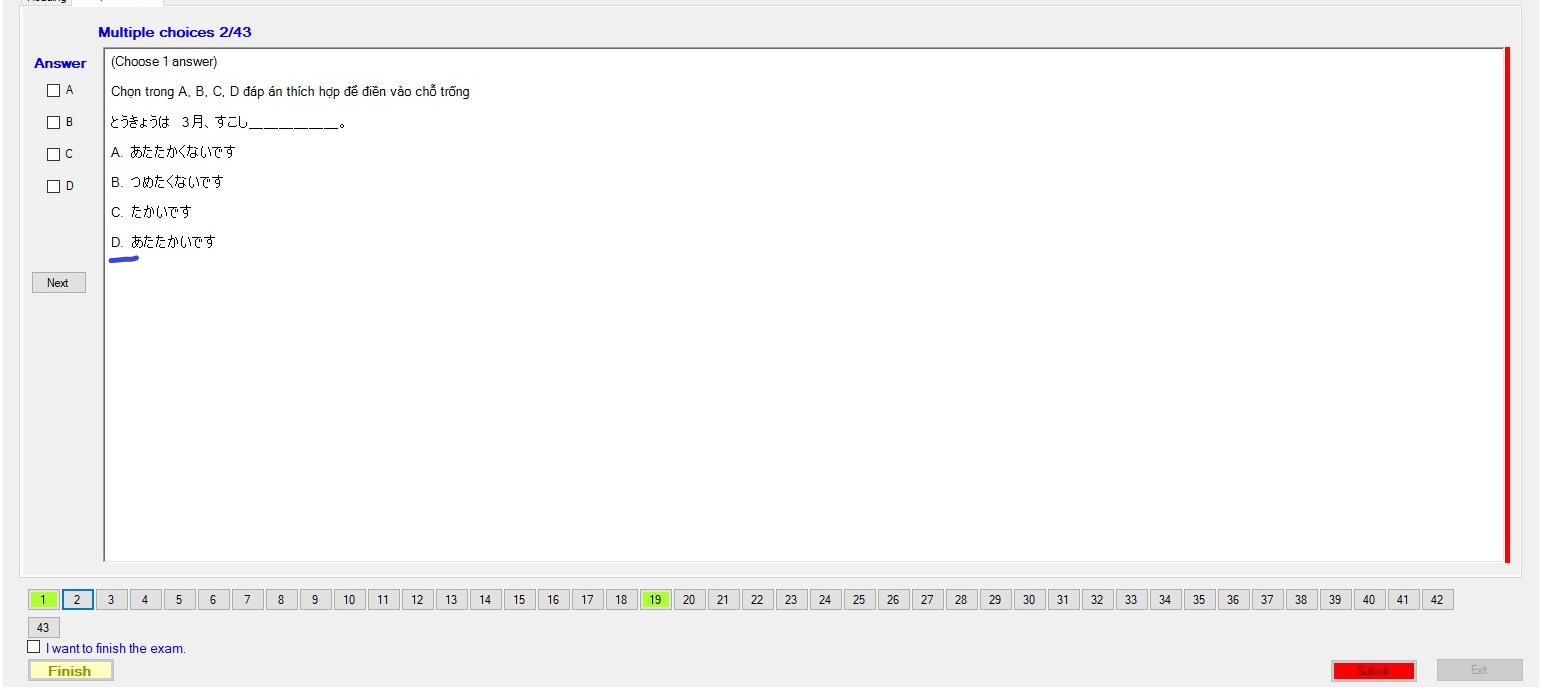 Multiple choices 2/43
Answer
(Choose 1 answer)
A
Chọn trong A, B, C, D đáp án thích hợp để điền vào chỗ trống
B
とうきょうは　3月、すこし____________。
A. あたたかくないです
C
B. つめたくないです
D
C. たかいです
D. あたたかいです
Next
1 2 3 4 5 6 7 8 9 10 11 12 13 14 15 16 17 18 19 20 21 22 23 24 25 26 27 28 29 30 31 32 33 34 35 36 37 38 39 40 41 42
43
I want to finish the exam.
Finish
Submit
Exit